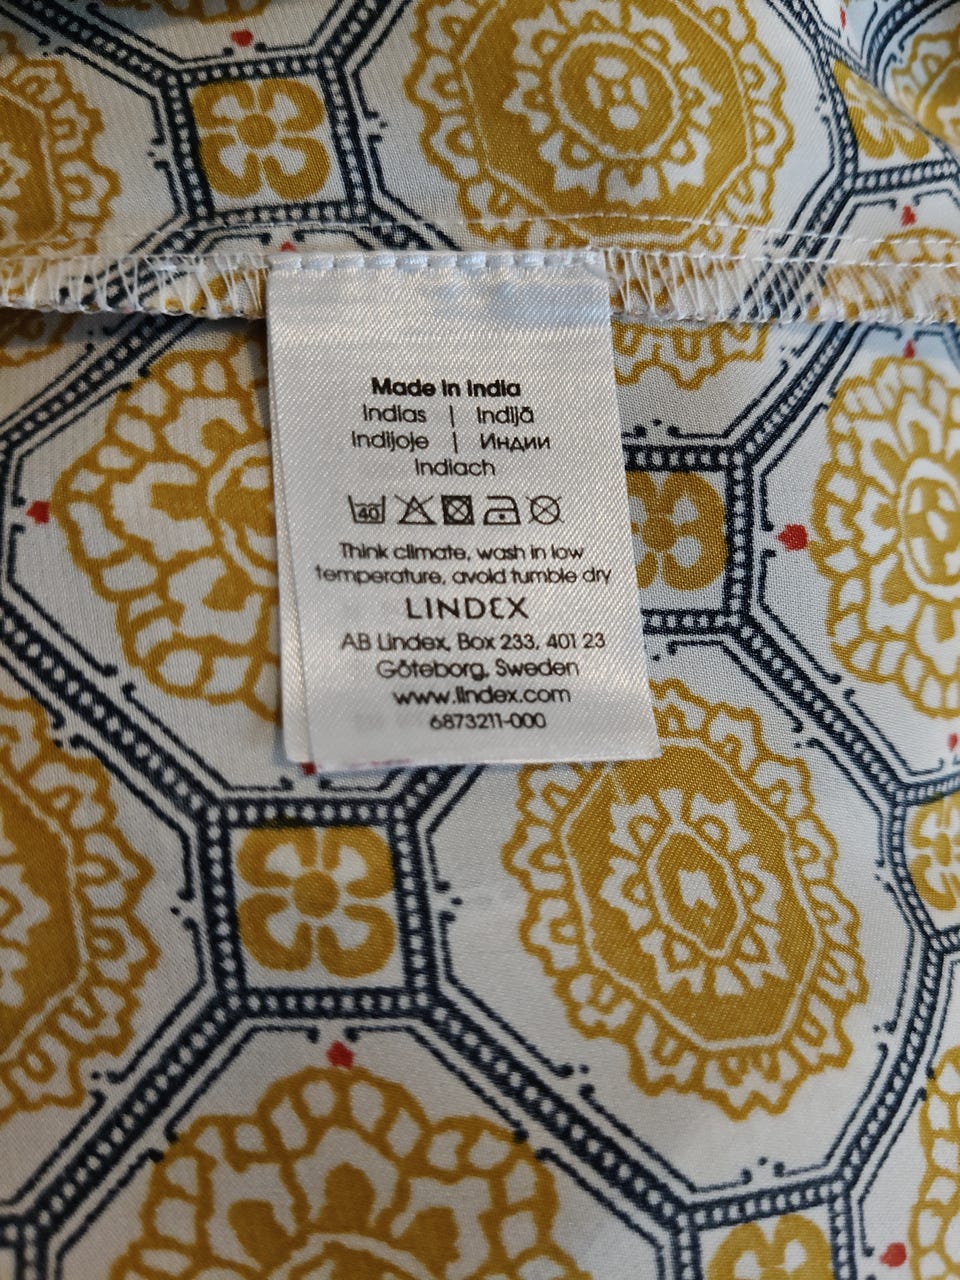 Made in India
Indias | Indijā
Indijoje | Индии
Indiach
40
Think climate, wash in low
temperature, avoid tumble dry
LINDEX
AB Lindex, Box 233, 401 23
Göteborg, Sweden
www.lindex.com
6873211-000